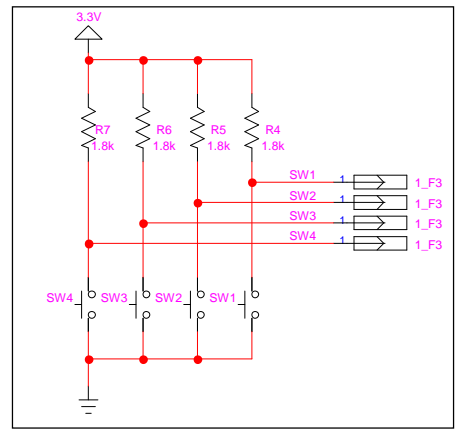 3.3V
R7 R6 R5 R4
1.8k 1.8k 1.8k 1.8k
SW1 1 1_F3
SW2 1 1_F3
SW3 1 1_F3
SW4 1 1_F3
SW4 SW3 SW2 SW1